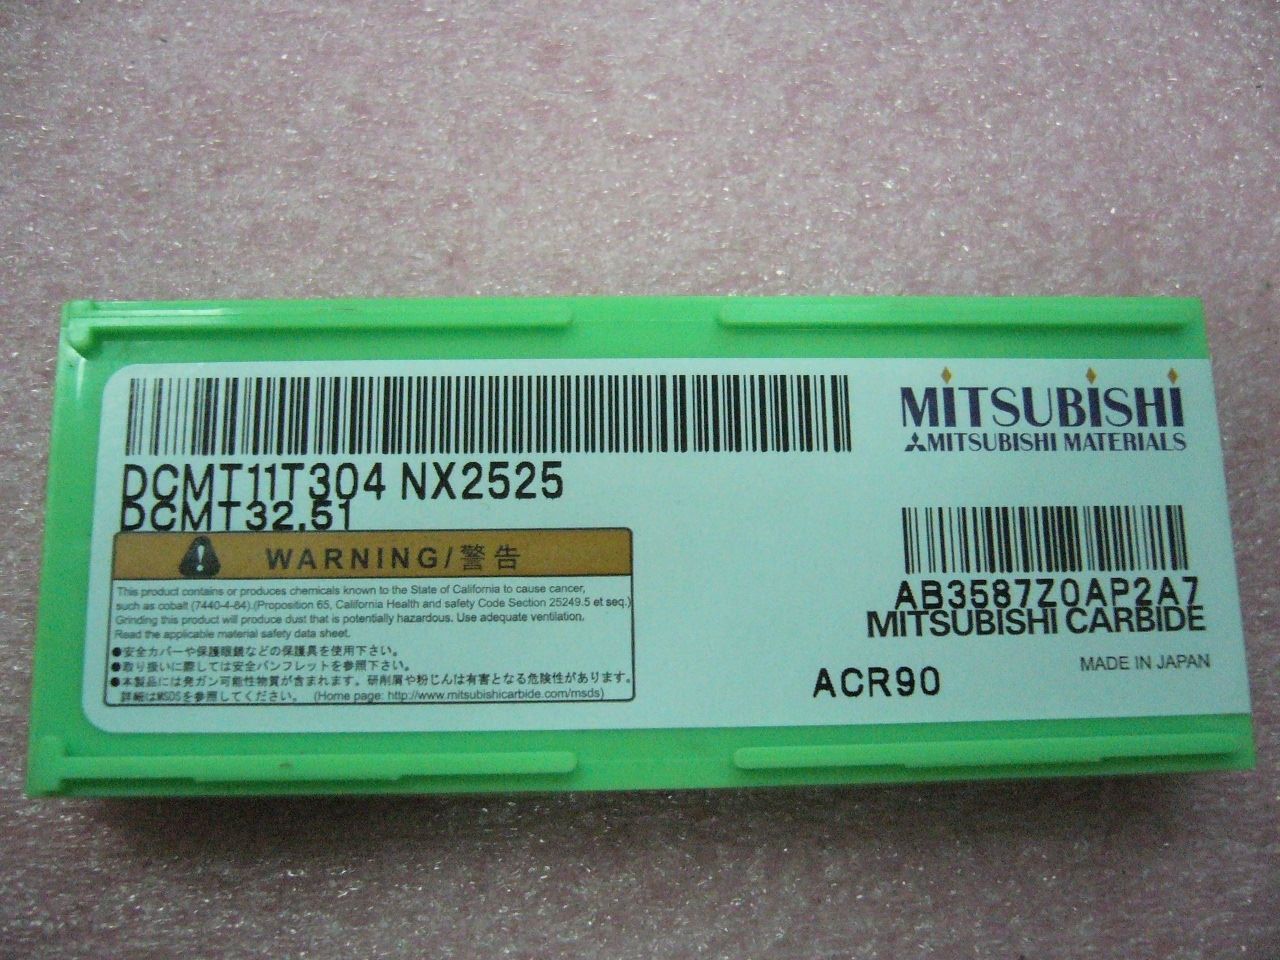 DCMT11T304 NX2525
DCMT32.51
WARNING/警告
This product contains or produces chemicals known to the State of California to cause cancer,
such as cobalt (7440-4-84).(Proposition 65, California Health and safety Code Section 25249.5 et seq.)
Grinding this product will produce dust that is potentially hazardous. Use adequate ventilation.
Read the applicable material safety data sheet.
●安全カバーや保護眼鏡などの保護具を使用下さい。
●取り扱いに際しては安全パンフレットを参照下さい。
●本製品には発ガン可能性物質が含まれます。研削屑や粉じんは有害となる危険性があります。
詳細はMSDSを参照してください。 (Home page: http://www.mitsubishicarbide.com/msds)
MITSUBISHI
MITSUBISHI MATERIALS
AB3587Z0AP2A7
MITSUBISHI CARBIDE
MADE IN JAPAN
ACR90